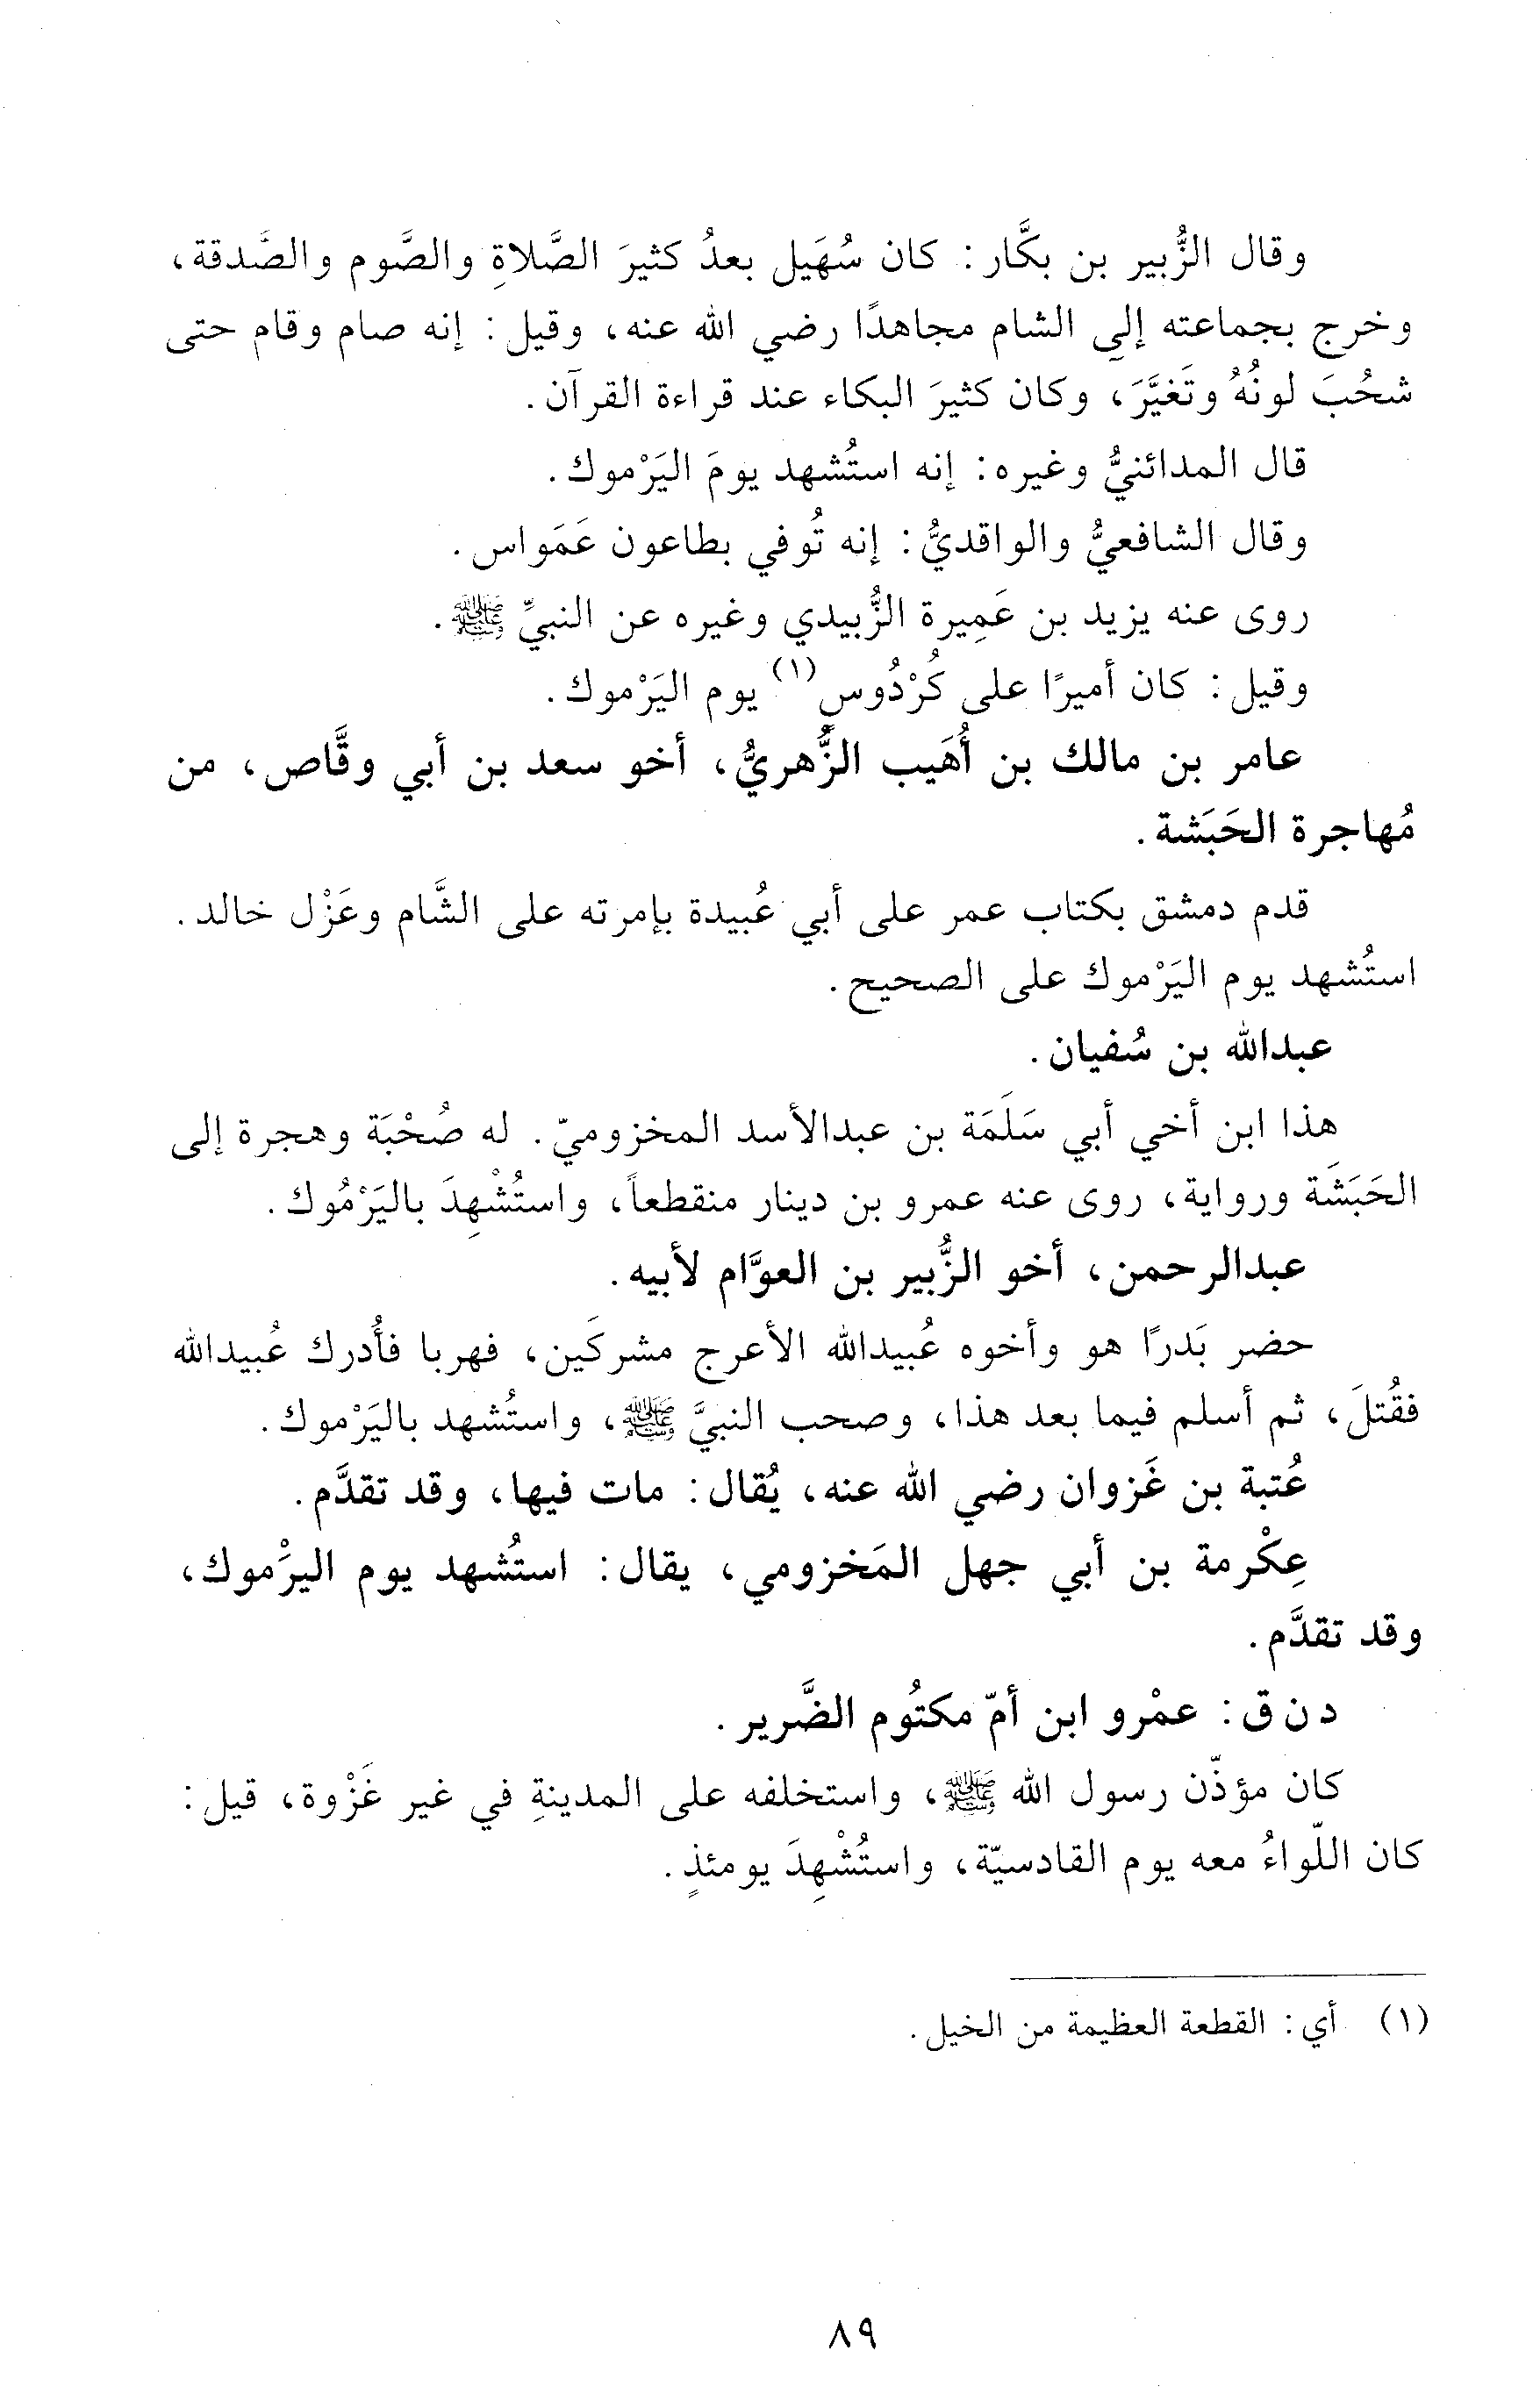 وقال الزُّبير بن بكَّار: كان سُهَيل بعدُ كثيرَ الصَّلاةِ والصَّوم والصَّدقة،
وخرج بجماعته إلى الشام مجاهدًا رضي الله عنه، وقيل: إنه صام وقام حتى
شحُبَ لونُهُ وتَغيَّرَ، وكان كثيرَ البكاء عند قراءة القرآن.
قال المدائنيُّ وغيره: إنه استُشهد يومَ اليَرْموك.
وقال الشافعيُّ والواقديُّ: إنه تُوفي بطاعون عَمَواس.
روى عنه يزيد بن عَمِيرة الزُّبيدي وغيره عن النبيِّ ﷺ.
وقيل: كان أميرًا على كُرْدُوسٍ(١) يوم اليَرْموك.
عامر بن مالك بن أُهَيب الزُّهريُّ، أخو سعد بن أبي وقَّاص، من
مُهاجرة الحَبَشة.
قدم دمشق بكتاب عمر على أبي عُبيدة بإمرته على الشَّام وعَزْل خالد.
استُشهد يوم اليَرْموك على الصحيح.
عبدالله بن سُفيان.
هذا ابن أخي أبي سَلَمَة بن عبدالأسد المخزوميّ. له صُحْبَة وهجرة إلى
الحَبَشَة ورواية، روى عنه عمرو بن دينار منقطعاً، واستُشْهِدَ باليَرْمُوك.
عبدالرحمن، أخو الزُّبير بن العوَّام لأبيه.
حضر بَدرًا هو وأخوه عُبيدالله الأعرج مشركَين، فهربا فأُدرك عُبيدالله
فقُتلَ، ثم أسلم فيما بعد هذا، وصحب النبيَّ ﷺ، واستُشهد باليَرْموك.
عُتبة بن غَزوان رضي الله عنه، يُقال: مات فيها، وقد تقدَّم.
عِكْرمة بن أبي جهل المَخزومي، يقال: استُشهد يوم اليرْموك،
وقد تقدَّم.
د ن ق: عمْرو ابن أمّ مكتُوم الضَّرير.
كان مؤذّن رسول الله ﷺ، واستخلفه على المدينةِ في غير غَزْوة، قيل:
كان اللّواءُ معه يوم القادسيّة، واستُشْهِدَ يومئذٍ.
(١) أي: القطعة العظيمة من الخيل.
٨٩